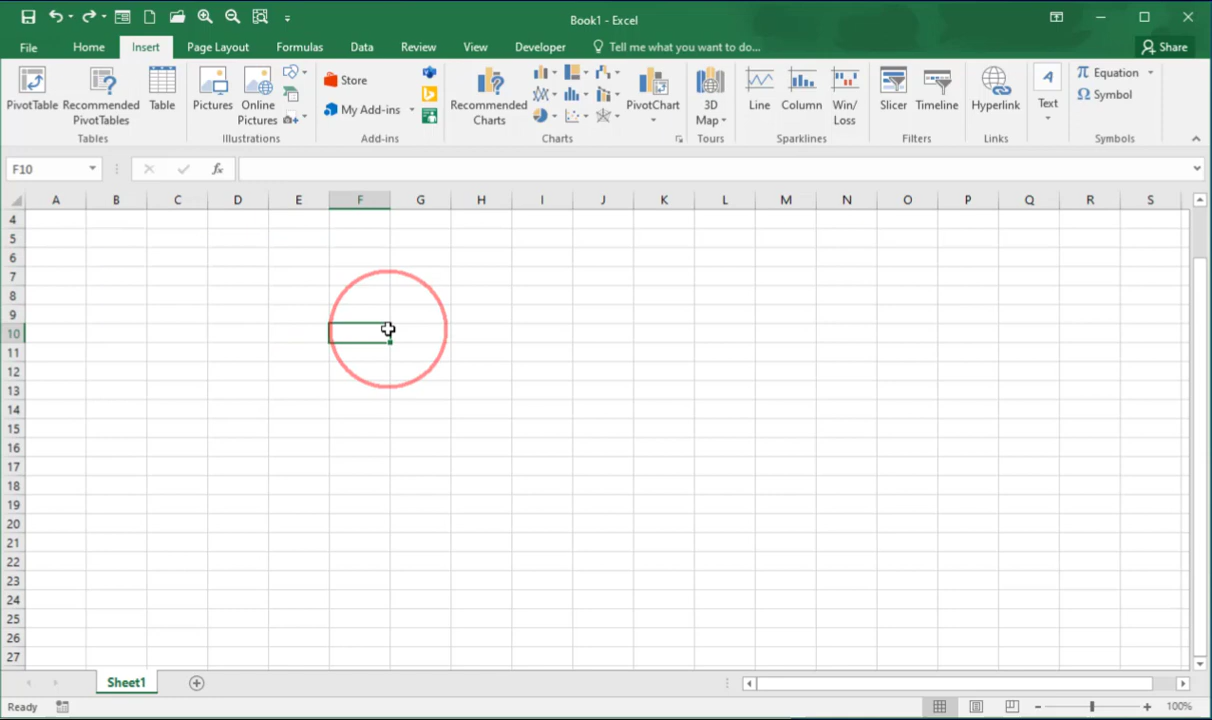 Book1 - Excel
File Home Insert Page Layout Formulas Data Review View Developer Tell me what you want to do... Share
PivotTable Recommended PivotTables Table
Tables
Pictures Online Pictures
Illustrations
Store
My Add-ins
Add-ins
Recommended Charts
PivotChart
Charts
3D Map
Tours
Line Column Win/ Loss
Sparklines
Slicer Timeline
Filters
Hyperlink
Links
A
Text
π Equation
Ω Symbol
Symbols
F10 fx
A B C D E F G H I J K L M N O P Q R S
4
5
6
7
8
9
10
11
12
13
14
15
16
17
18
19
20
21
22
23
24
25
26
27
Sheet1
Ready 100%